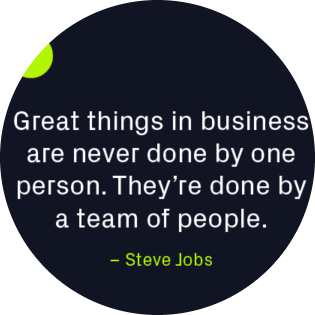 Great things in business
are never done by one
person. They’re done by
a team of people.
– Steve Jobs